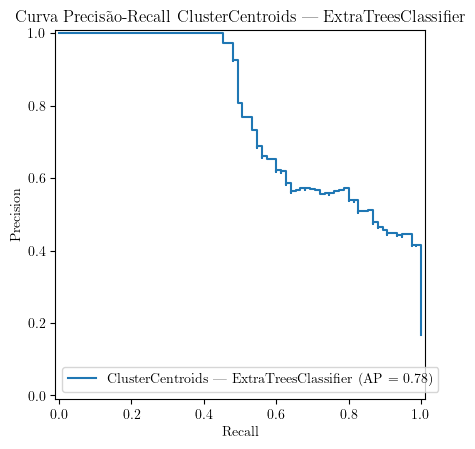 Curva Precisão-Recall ClusterCentroids — ExtraTreesClassifier
1.0
0.8
0.6
0.4
0.2
0.0
Precision
ClusterCentroids — ExtraTreesClassifier (AP = 0.78)
0.0 0.2 0.4 0.6 0.8 1.0
Recall